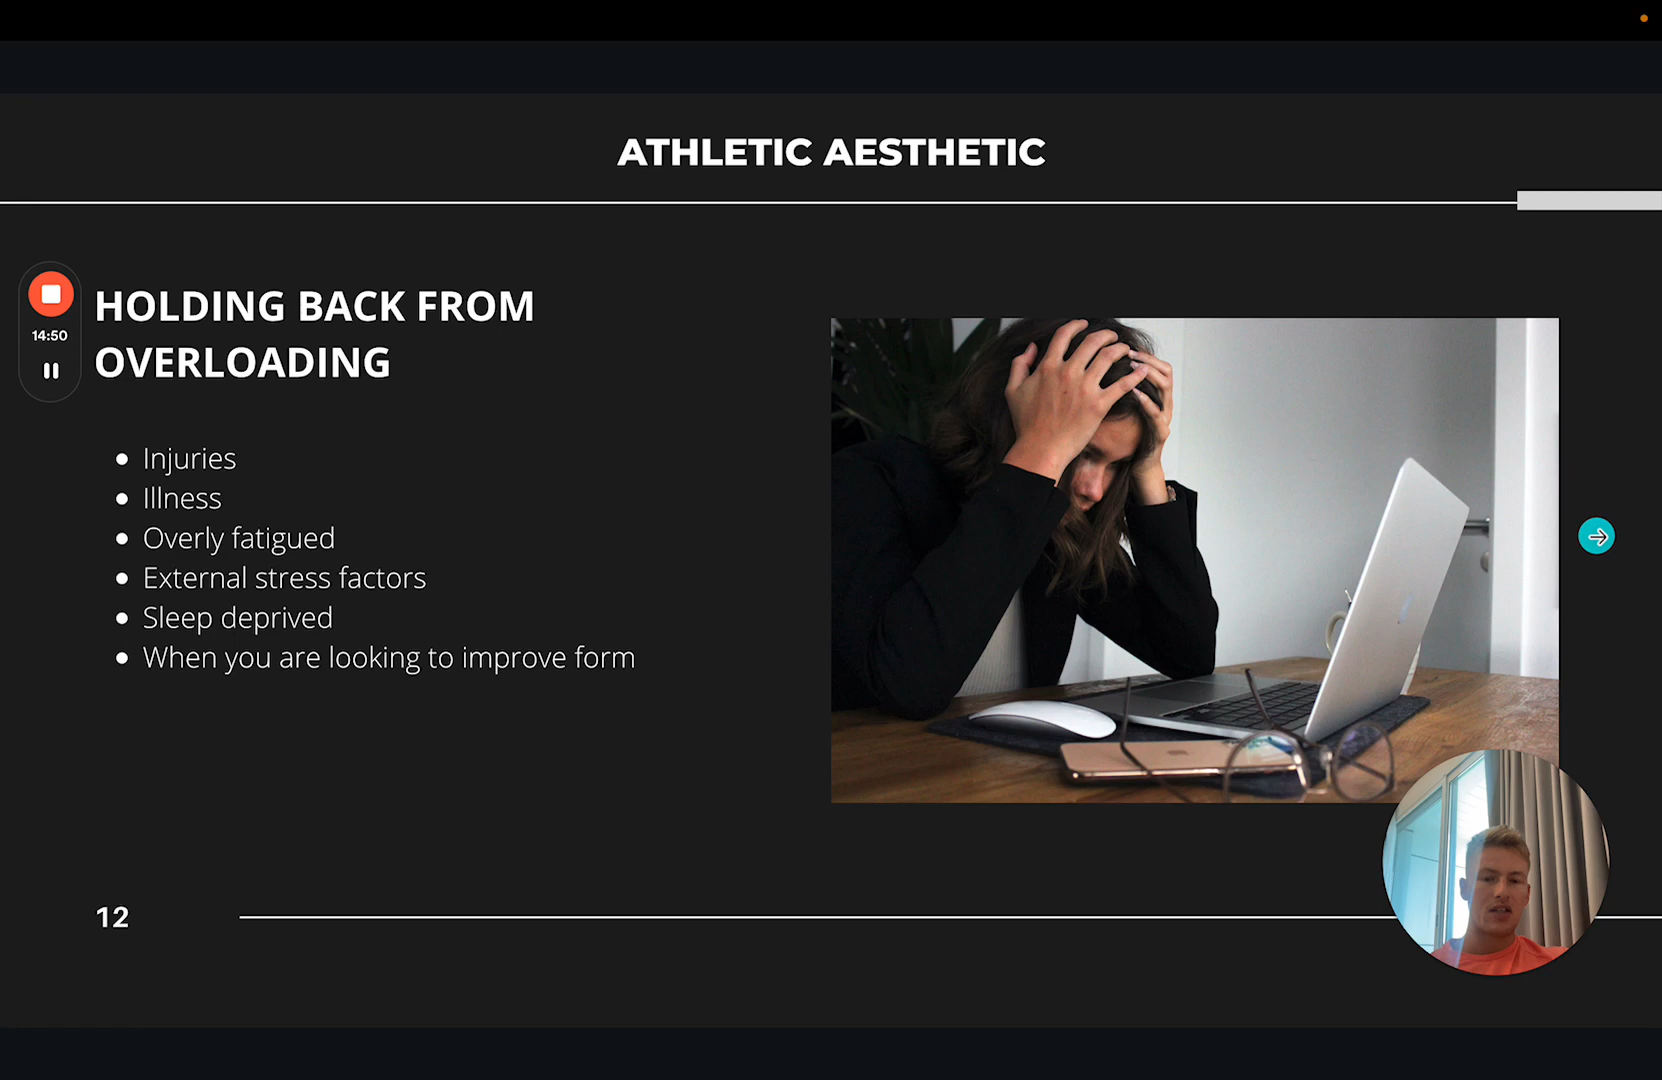 ATHLETIC AESTHETIC
14:50
HOLDING BACK FROM
OVERLOADING
Injuries
Illness
Overly fatigued
External stress factors
Sleep deprived
When you are looking to improve form
12